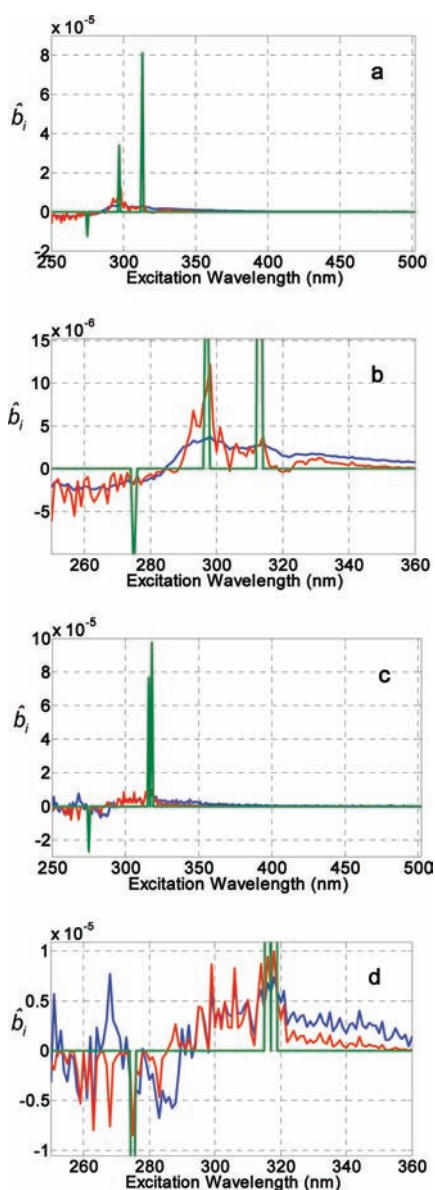 x 10⁻⁵
8
a
6
b̂ᵢ
4
2
0
-2
250 300 350 400 450 500
Excitation Wavelength (nm)
x 10⁻⁶
15
b
10
b̂ᵢ
5
0
-5
260 280 300 320 340 360
Excitation Wavelength (nm)
x 10⁻⁵
10
c
8
6
b̂ᵢ
4
2
0
-2
250 300 350 400 450 500
Excitation Wavelength (nm)
x 10⁻⁵
1
d
0.5
b̂ᵢ
0
-0.5
-1
260 280 300 320 340 360
Excitation Wavelength (nm)